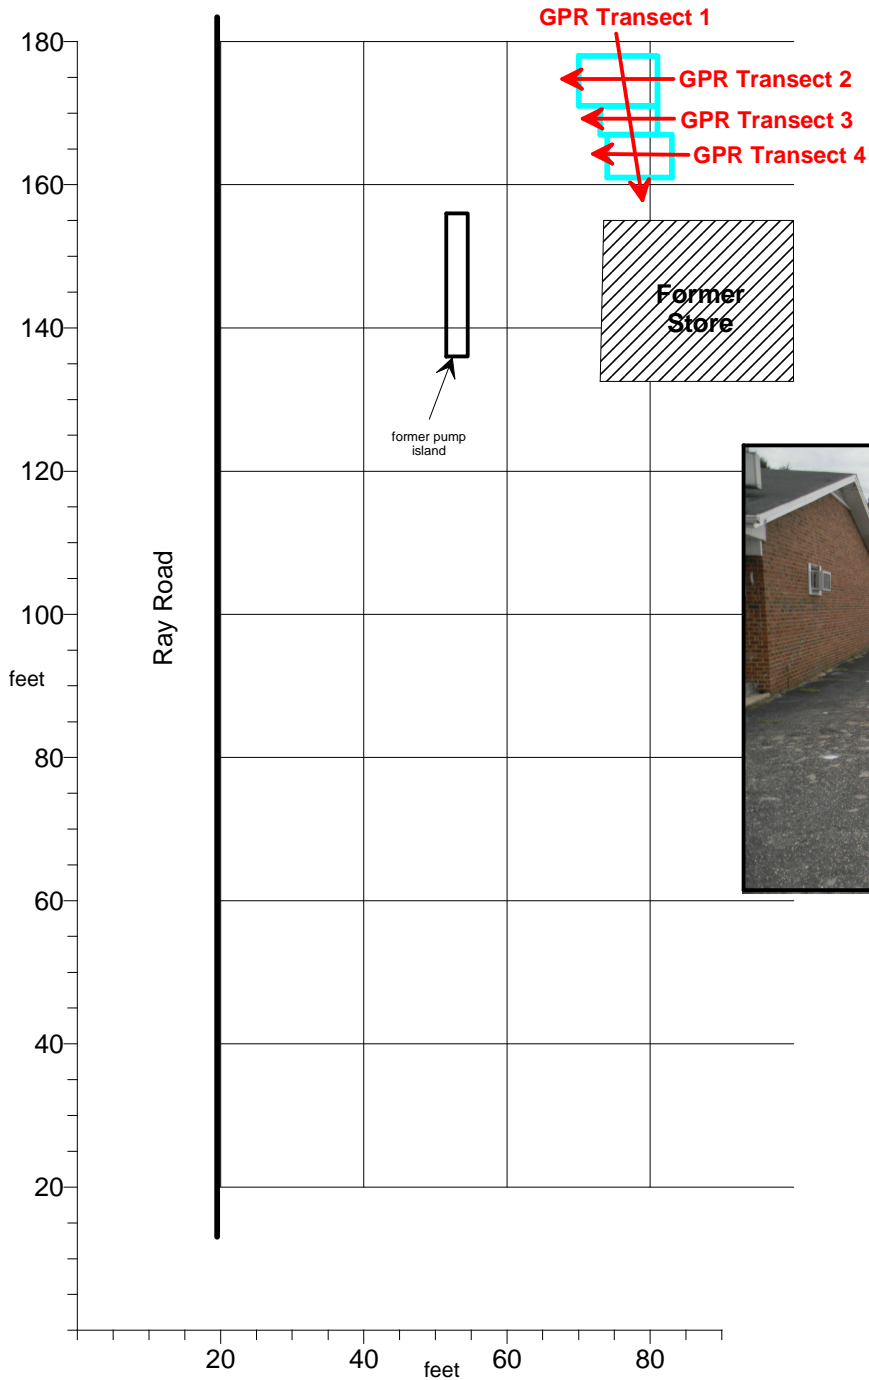 GPR Transect 1
180
GPR Transect 2
GPR Transect 3
GPR Transect 4
160
Former
Store
140
former pump
island
120
Ray Road
100
feet
80
60
40
20
20
40
feet
60
80